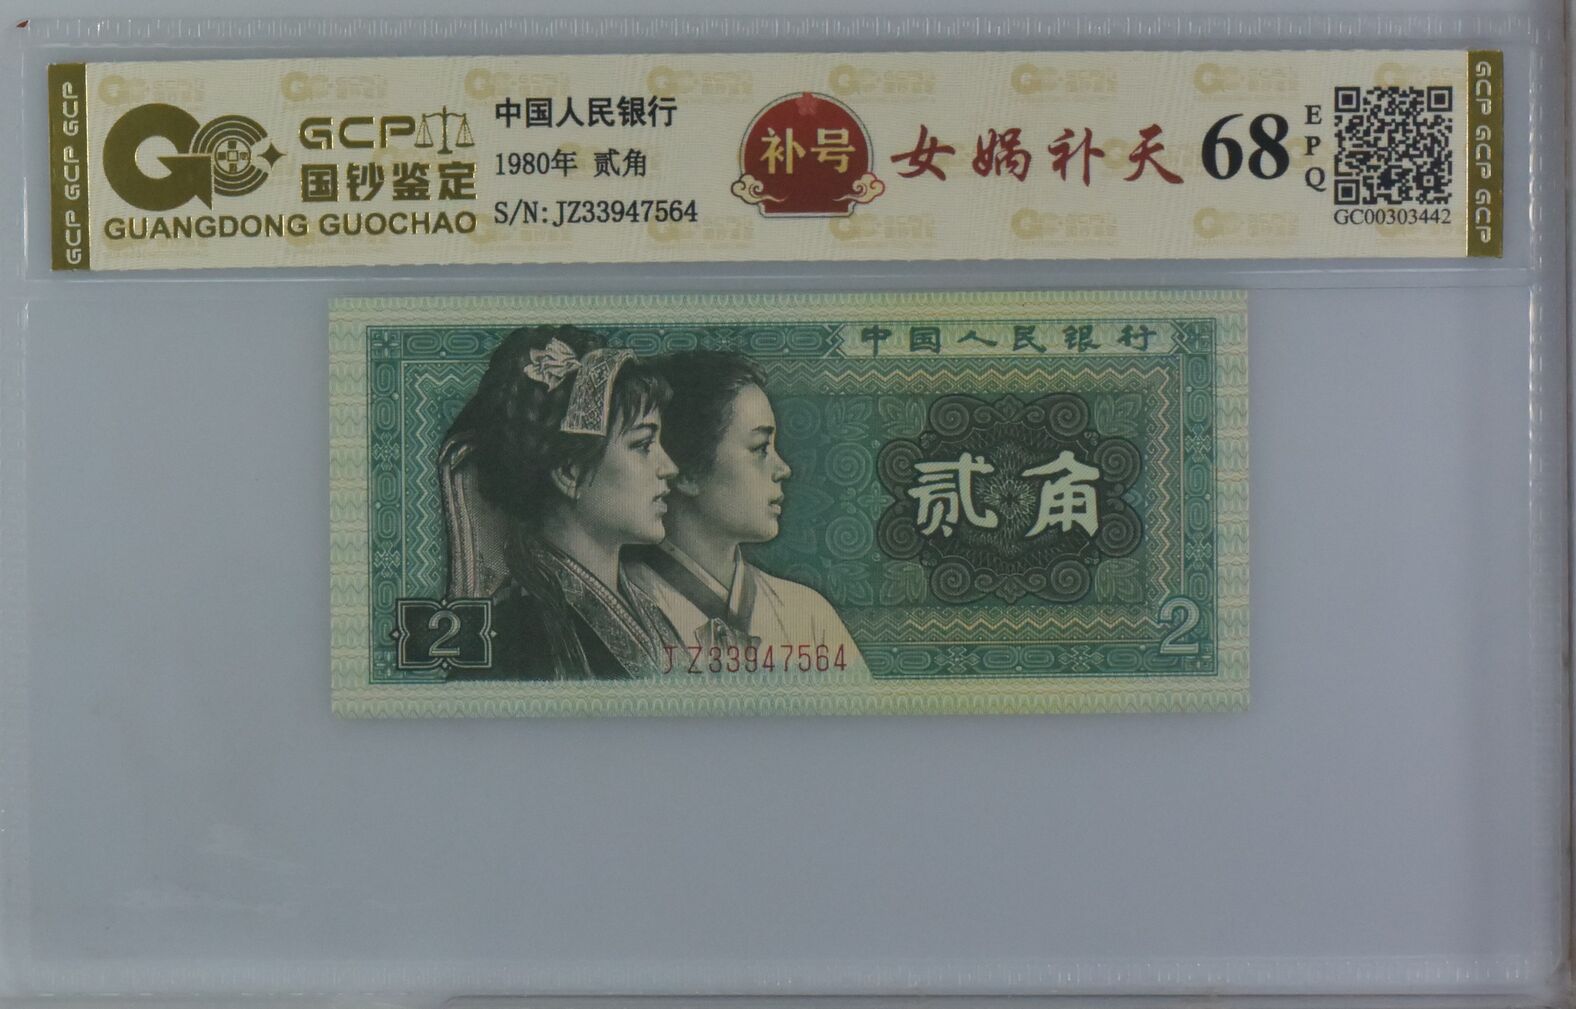 GCP GCP GCP
GCP
国钞鉴定
GUANGDONG GUOCHAO
中国人民银行
1980年 贰角
S/N:JZ33947564
补号
女娲补天
68
EPQ
GC00303442
GCP GCP GCP
中国人民银行
贰角
2
2
JZ33947564